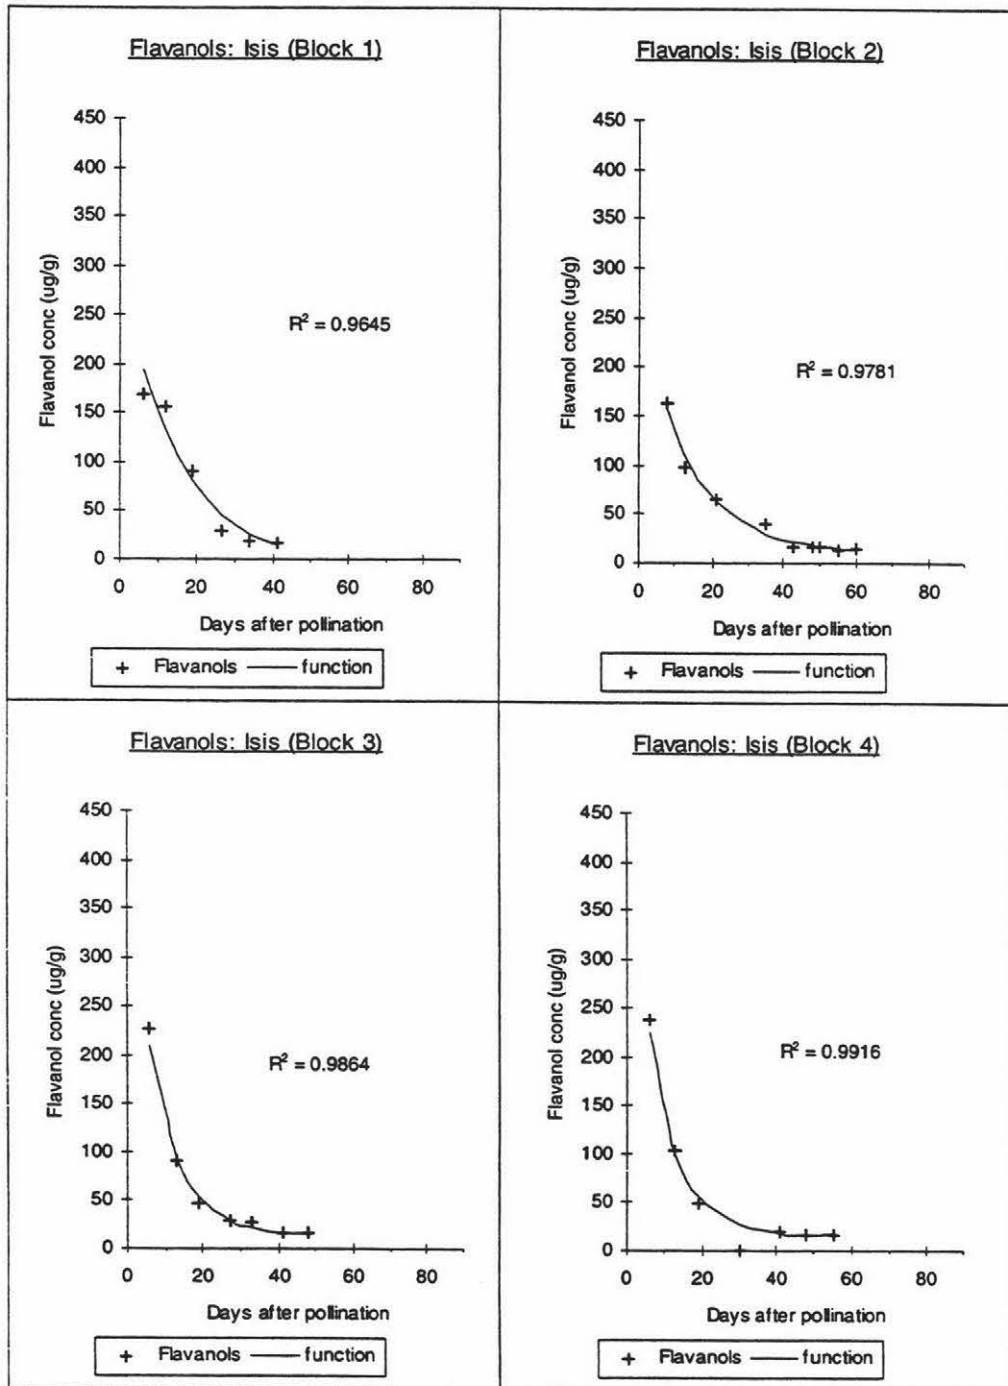 Flavanols: Isis (Block 1)
450
400
350
300
250
200
150
100
50
0
Flavanol conc (ug/g)
R² = 0.9645
0 20 40 60 80
Days after pollination
+ Flavanols — function
Flavanols: Isis (Block 2)
450
400
350
300
250
200
150
100
50
0
Flavanol conc (ug/g)
R² = 0.9781
0 20 40 60 80
Days after pollination
+ Flavanols — function
Flavanols: Isis (Block 3)
450
400
350
300
250
200
150
100
50
0
Flavanol conc (ug/g)
R² = 0.9864
0 20 40 60 80
Days after pollination
+ Flavanols — function
Flavanols: Isis (Block 4)
450
400
350
300
250
200
150
100
50
0
Flavanol conc (ug/g)
R² = 0.9916
0 20 40 60 80
Days after pollination
+ Flavanols — function